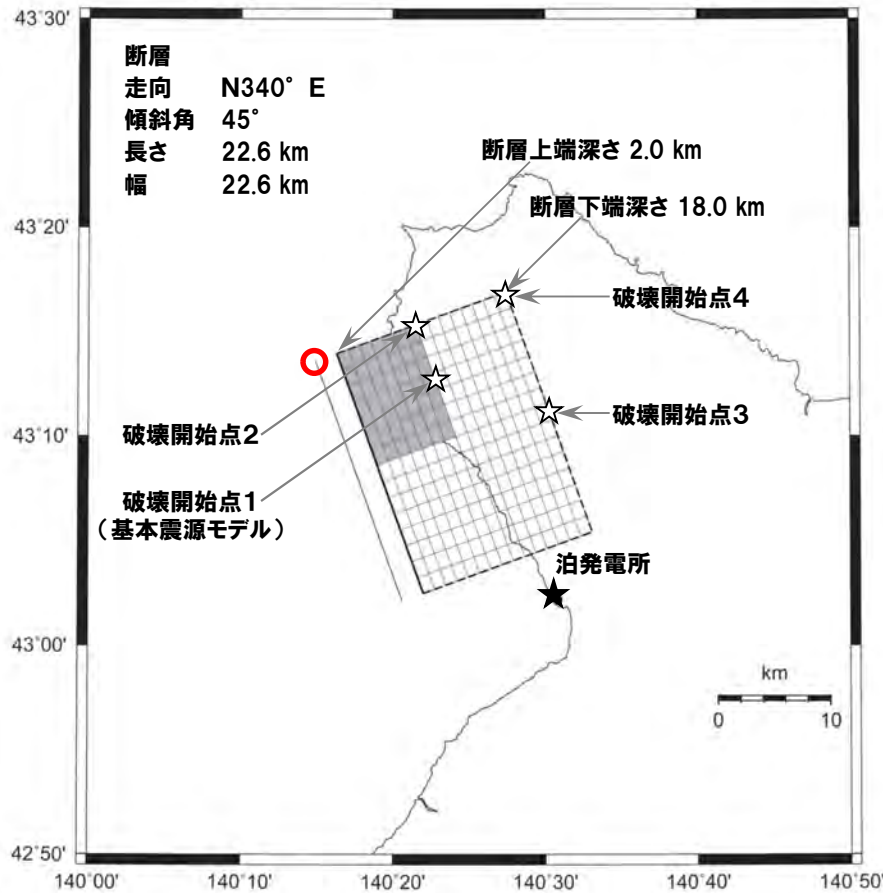 43°30'
断層
走向 N340° E
傾斜角 45°
長さ 22.6 km
幅 22.6 km
断層上端深さ 2.0 km
断層下端深さ 18.0 km
43°20'
破壊開始点4
破壊開始点2
43°10'
破壊開始点3
破壊開始点1
(基本震源モデル)
泊発電所
43°00'
km
0 10
42°50'
140°00' 140°10' 140°20' 140°30' 140°40' 140°50'